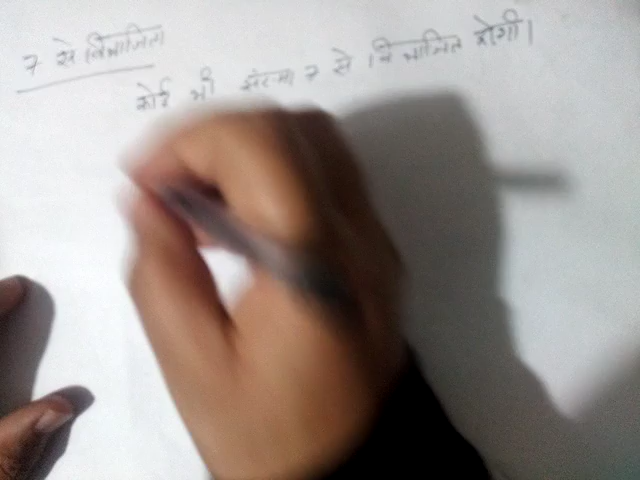 7 से विभाजिता
कोई भी संख्या 7 से विभाजित होगी।